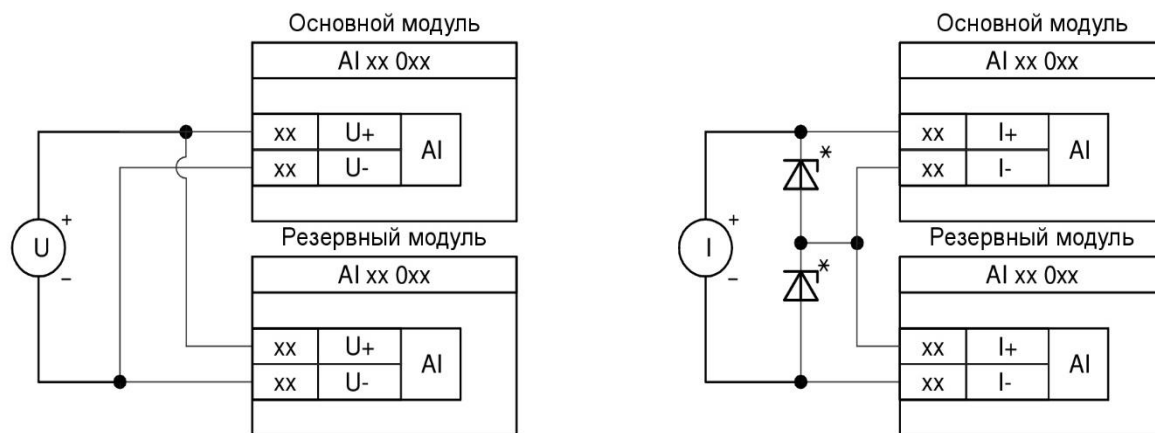 Основной модуль
AI xx 0xx
xx U+ AI
xx U-
+
U
−
Резервный модуль
AI xx 0xx
xx U+ AI
xx U-
Основной модуль
AI xx 0xx
xx I+ AI
xx I-
*
+
I
−
*
Резервный модуль
AI xx 0xx
xx I+ AI
xx I-